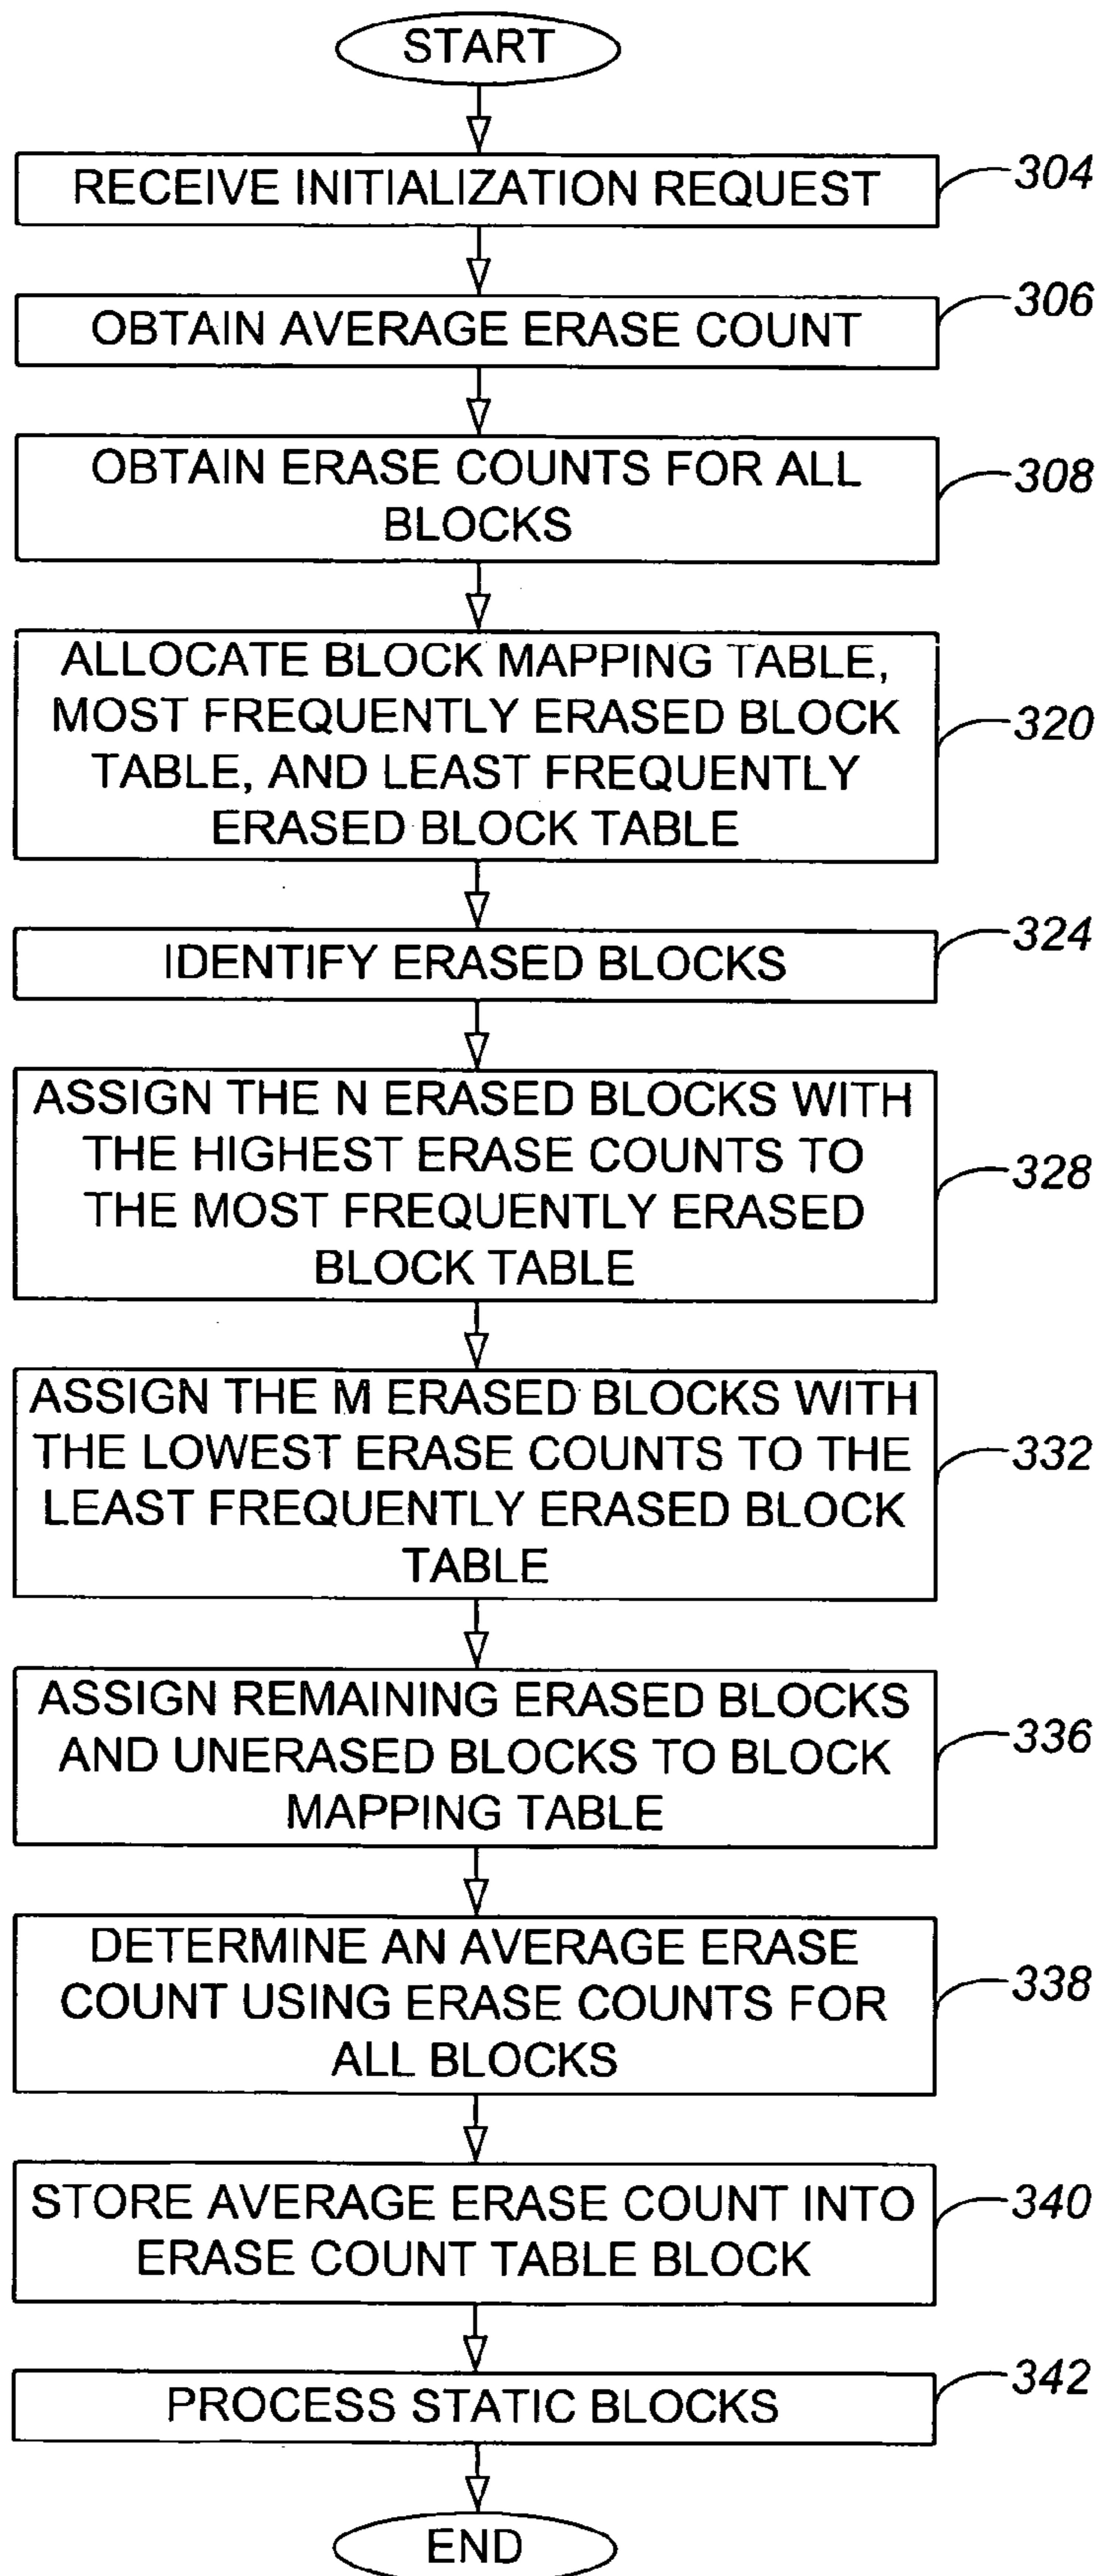 START
RECEIVE INITIALIZATION REQUEST
304
OBTAIN AVERAGE ERASE COUNT
306
OBTAIN ERASE COUNTS FOR ALL
BLOCKS
308
ALLOCATE BLOCK MAPPING TABLE,
MOST FREQUENTLY ERASED BLOCK
TABLE, AND LEAST FREQUENTLY
ERASED BLOCK TABLE
320
IDENTIFY ERASED BLOCKS
324
ASSIGN THE N ERASED BLOCKS WITH
THE HIGHEST ERASE COUNTS TO
THE MOST FREQUENTLY ERASED
BLOCK TABLE
328
ASSIGN THE M ERASED BLOCKS WITH
THE LOWEST ERASE COUNTS TO THE
LEAST FREQUENTLY ERASED BLOCK
TABLE
332
ASSIGN REMAINING ERASED BLOCKS
AND UNERASED BLOCKS TO BLOCK
MAPPING TABLE
336
DETERMINE AN AVERAGE ERASE
COUNT USING ERASE COUNTS FOR
ALL BLOCKS
338
STORE AVERAGE ERASE COUNT INTO
ERASE COUNT TABLE BLOCK
340
PROCESS STATIC BLOCKS
342
END